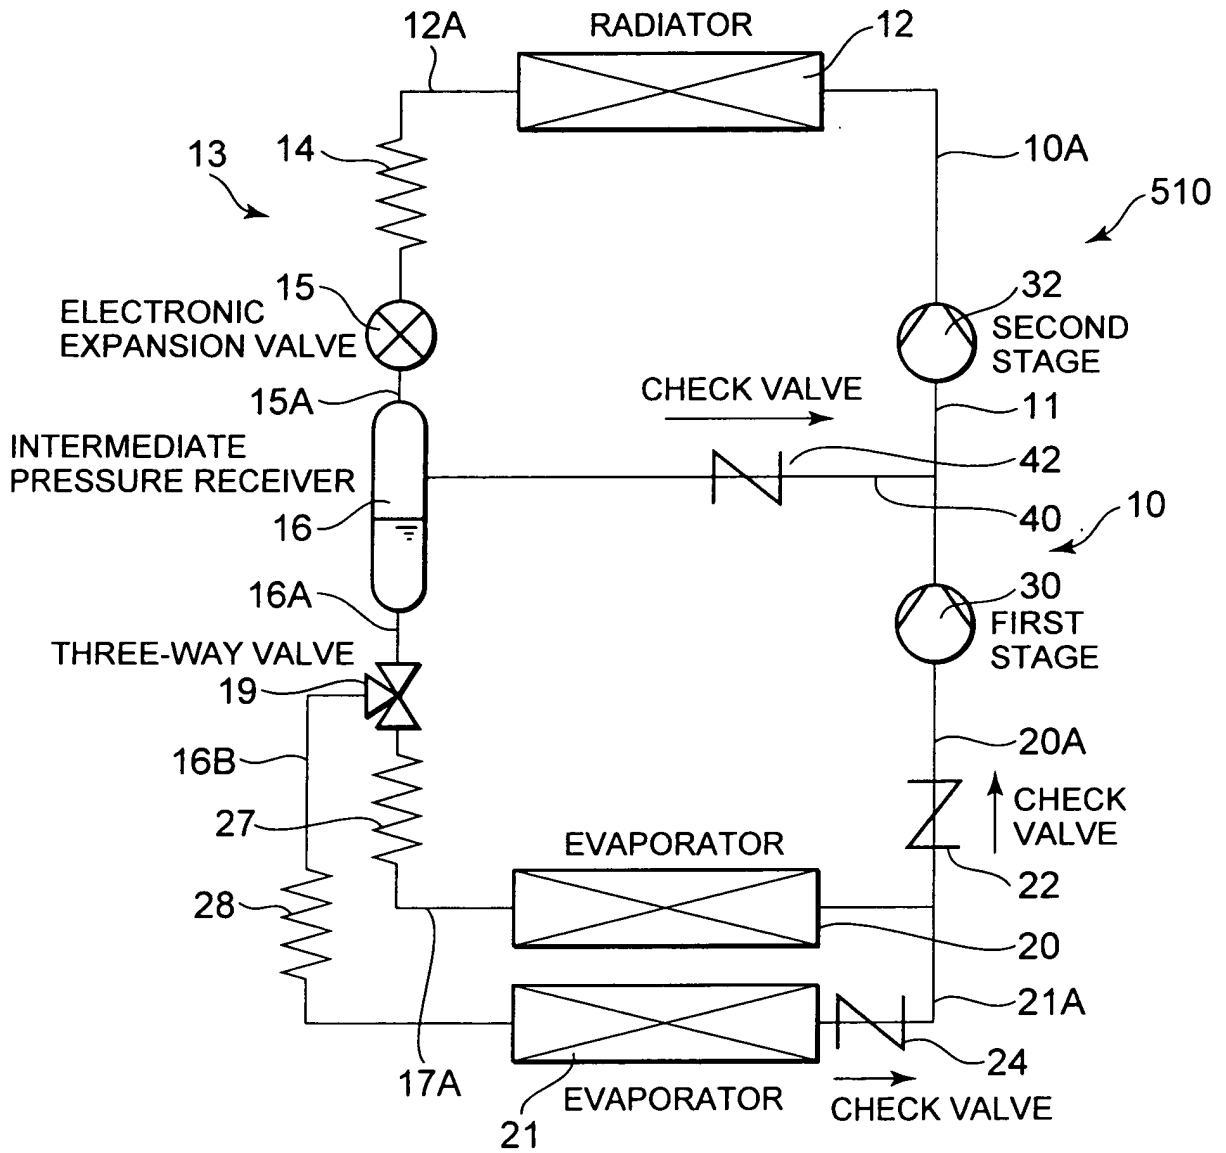 12A
RADIATOR
12
13
14
10A
510
ELECTRONIC
EXPANSION VALVE
15
32
SECOND
STAGE
15A
CHECK VALVE
11
INTERMEDIATE
PRESSURE RECEIVER
16
42
40
10
16A
30
FIRST
STAGE
THREE-WAY VALVE
19
16B
20A
27
CHECK
VALVE
EVAPORATOR
22
28
20
21A
17A
21
EVAPORATOR
24
CHECK VALVE